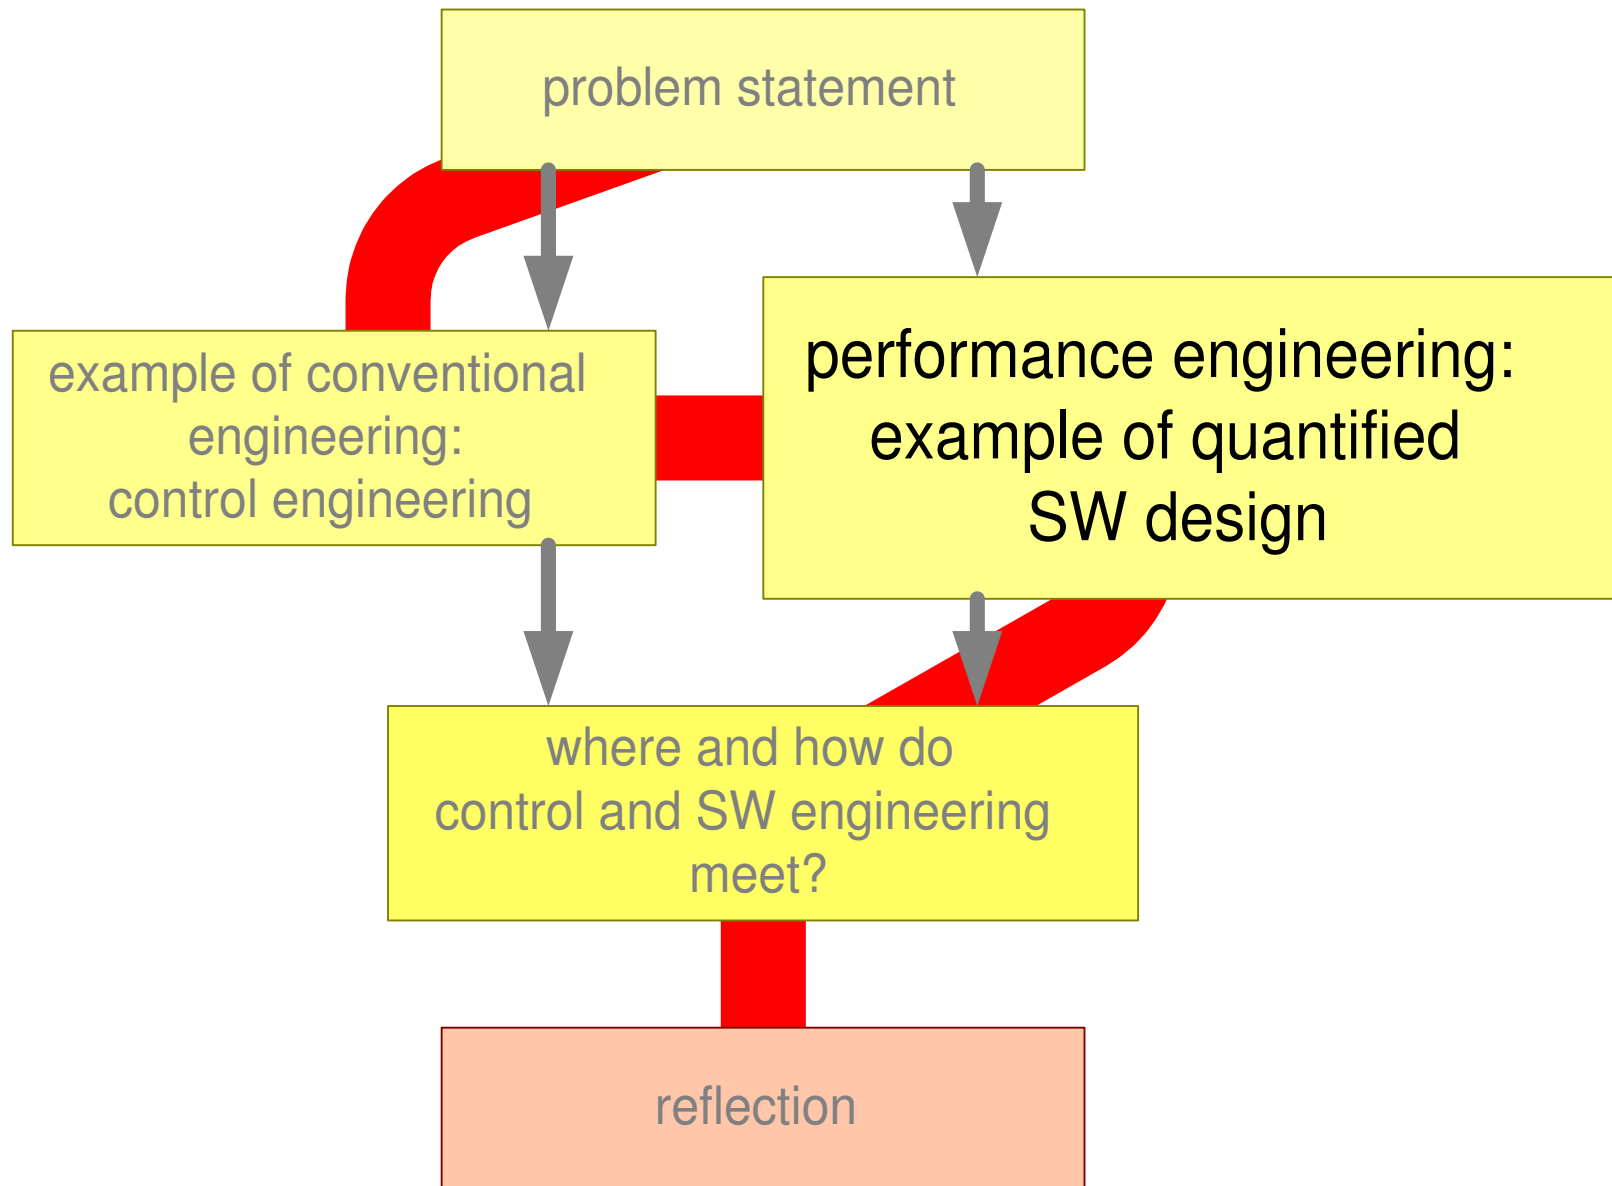 problem statement
example of conventional
engineering:
control engineering
performance engineering:
example of quantified
SW design
where and how do
control and SW engineering
meet?
reflection